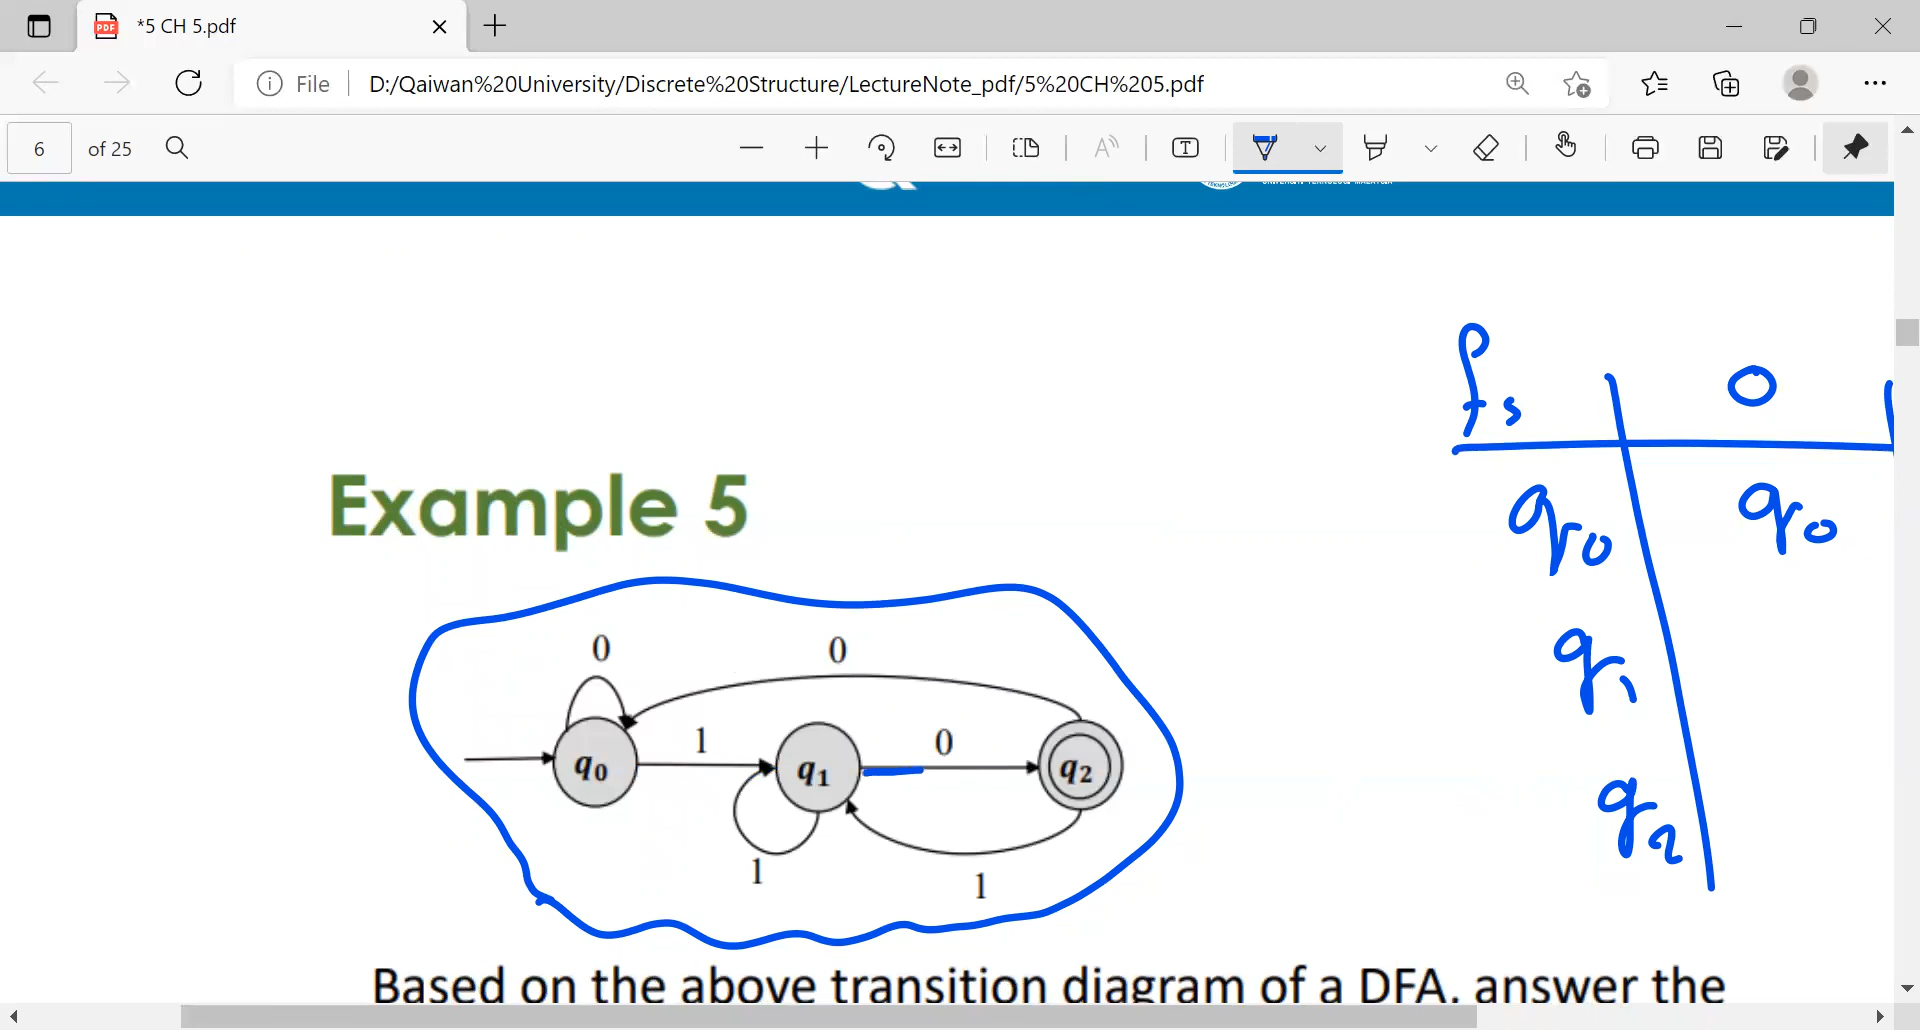 *5 CH 5.pdf
File D:/Qaiwan%20University/Discrete%20Structure/LectureNote_pdf/5%20CH%205.pdf
6 of 25
fs 0
Example 5
q0 q0
q1
q2
0 0
1 0
q0 q1 q2
1 1
Based on the above transition diagram of a DFA, answer the